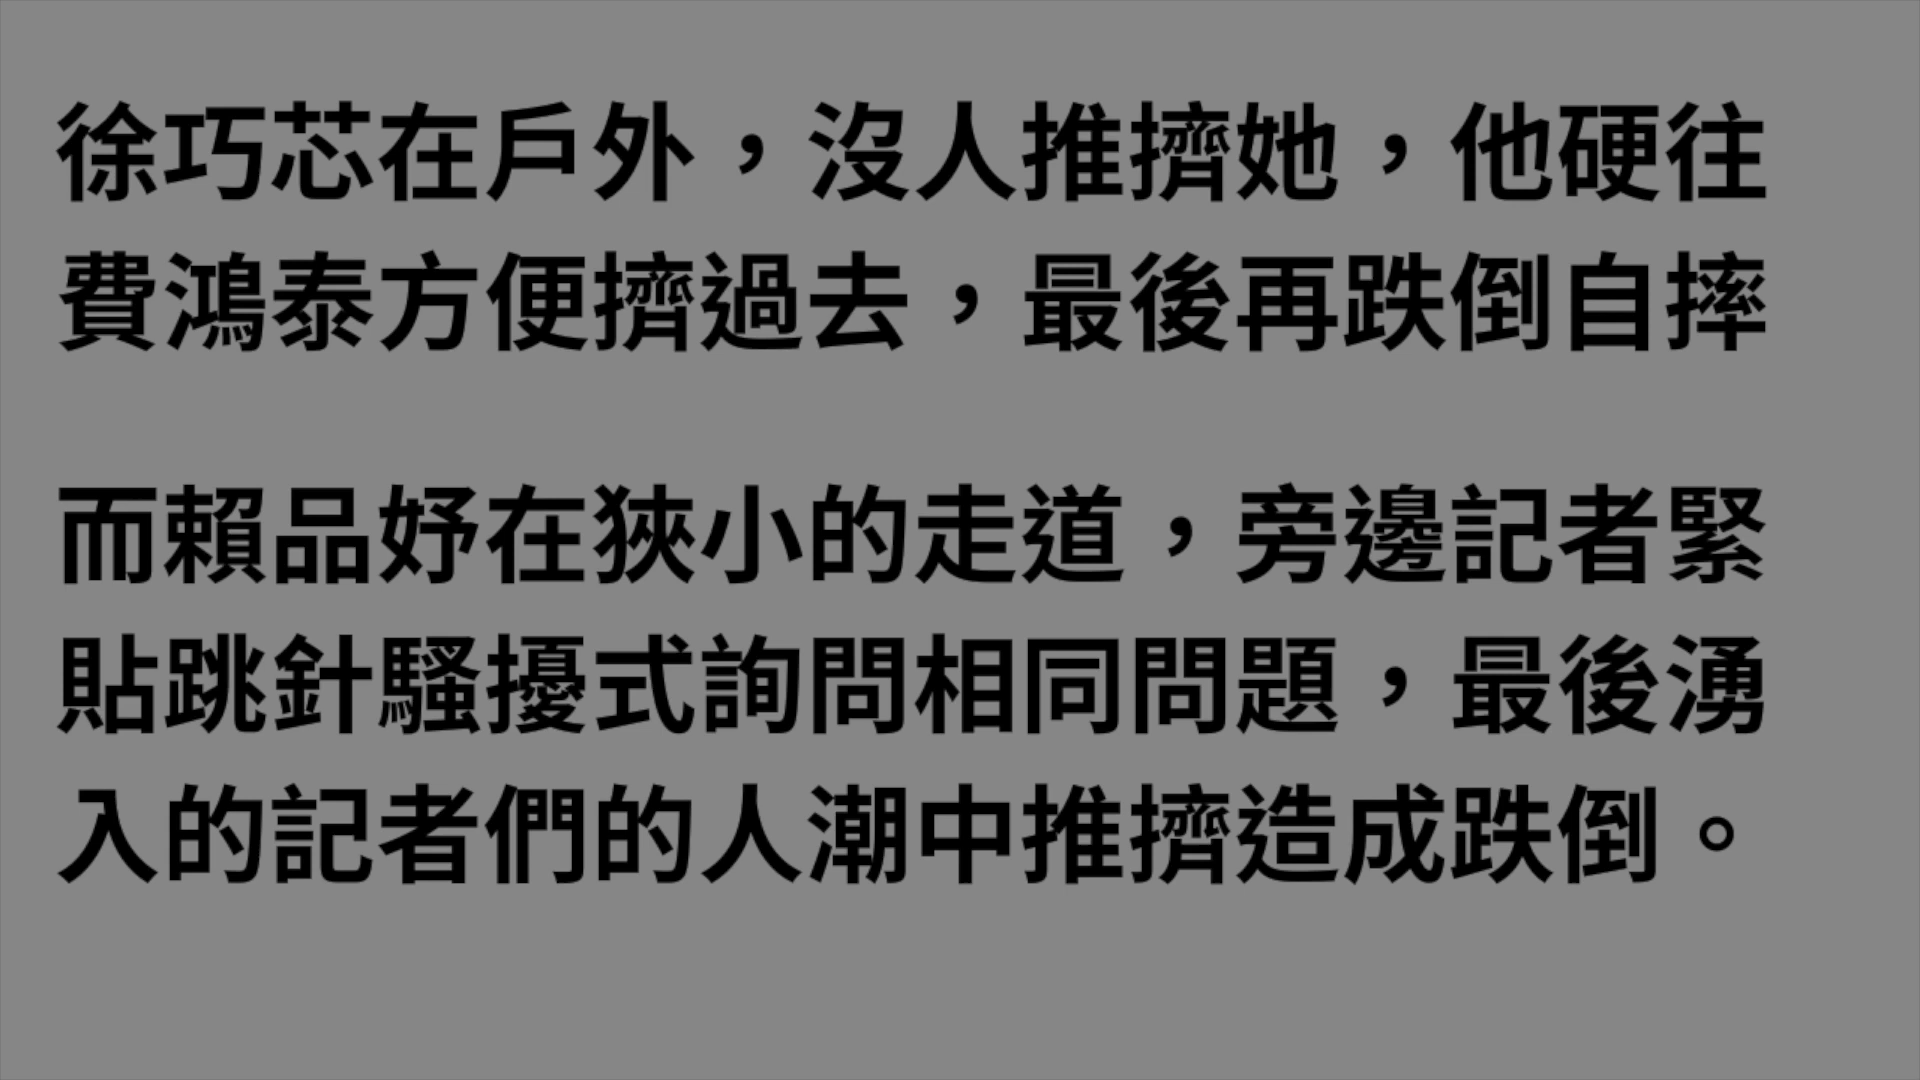 徐巧芯在戶外，沒人推擠她，他硬往
費鴻泰方便擠過去，最後再跌倒自摔
而賴品妤在狹小的走道，旁邊記者緊
貼跳針騷擾式詢問相同問題，最後湧
入的記者們的人潮中推擠造成跌倒。